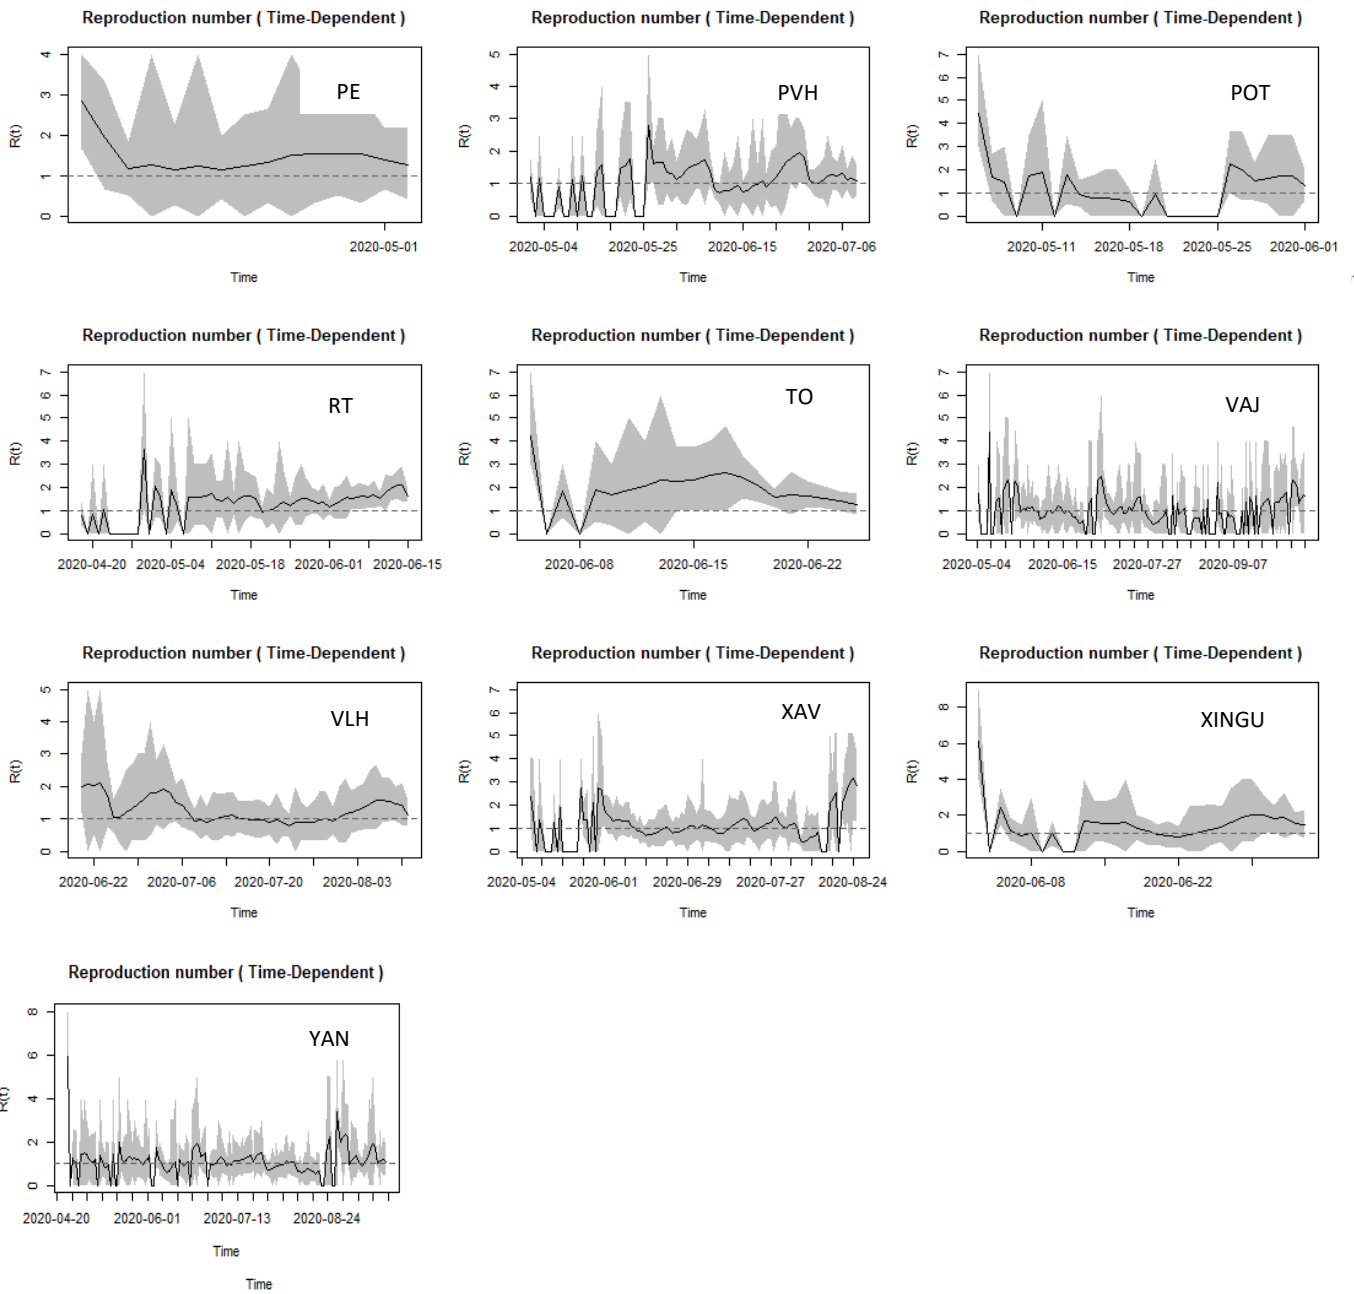 Reproduction number ( Time-Dependent )
4
3
2
1
0
R(t)
PE
2020-05-01
Time
Reproduction number ( Time-Dependent )
5
4
3
2
1
0
R(t)
PVH
2020-05-04 2020-05-25 2020-06-15 2020-07-06
Time
Reproduction number ( Time-Dependent )
7
6
5
4
3
2
1
0
R(t)
POT
2020-05-11 2020-05-18 2020-05-25 2020-06-01
Time
Reproduction number ( Time-Dependent )
7
6
5
4
3
2
1
0
R(t)
RT
2020-04-20 2020-05-04 2020-05-18 2020-06-01 2020-06-15
Time
Reproduction number ( Time-Dependent )
7
6
5
4
3
2
1
0
R(t)
TO
2020-06-08 2020-06-15 2020-06-22
Time
Reproduction number ( Time-Dependent )
7
6
5
4
3
2
1
0
R(t)
VAJ
2020-05-04 2020-06-15 2020-07-27 2020-09-07
Time
Reproduction number ( Time-Dependent )
5
4
3
2
1
0
R(t)
VLH
2020-06-22 2020-07-06 2020-07-20 2020-08-03
Time
Reproduction number ( Time-Dependent )
7
6
5
4
3
2
1
0
R(t)
XAV
2020-05-04 2020-06-01 2020-06-29 2020-07-27 2020-08-24
Time
Reproduction number ( Time-Dependent )
8
6
4
2
0
R(t)
XINGU
2020-06-08 2020-06-22
Time
Reproduction number ( Time-Dependent )
8
6
4
2
0
R(t)
YAN
2020-04-20 2020-06-01 2020-07-13 2020-08-24
Time
Time